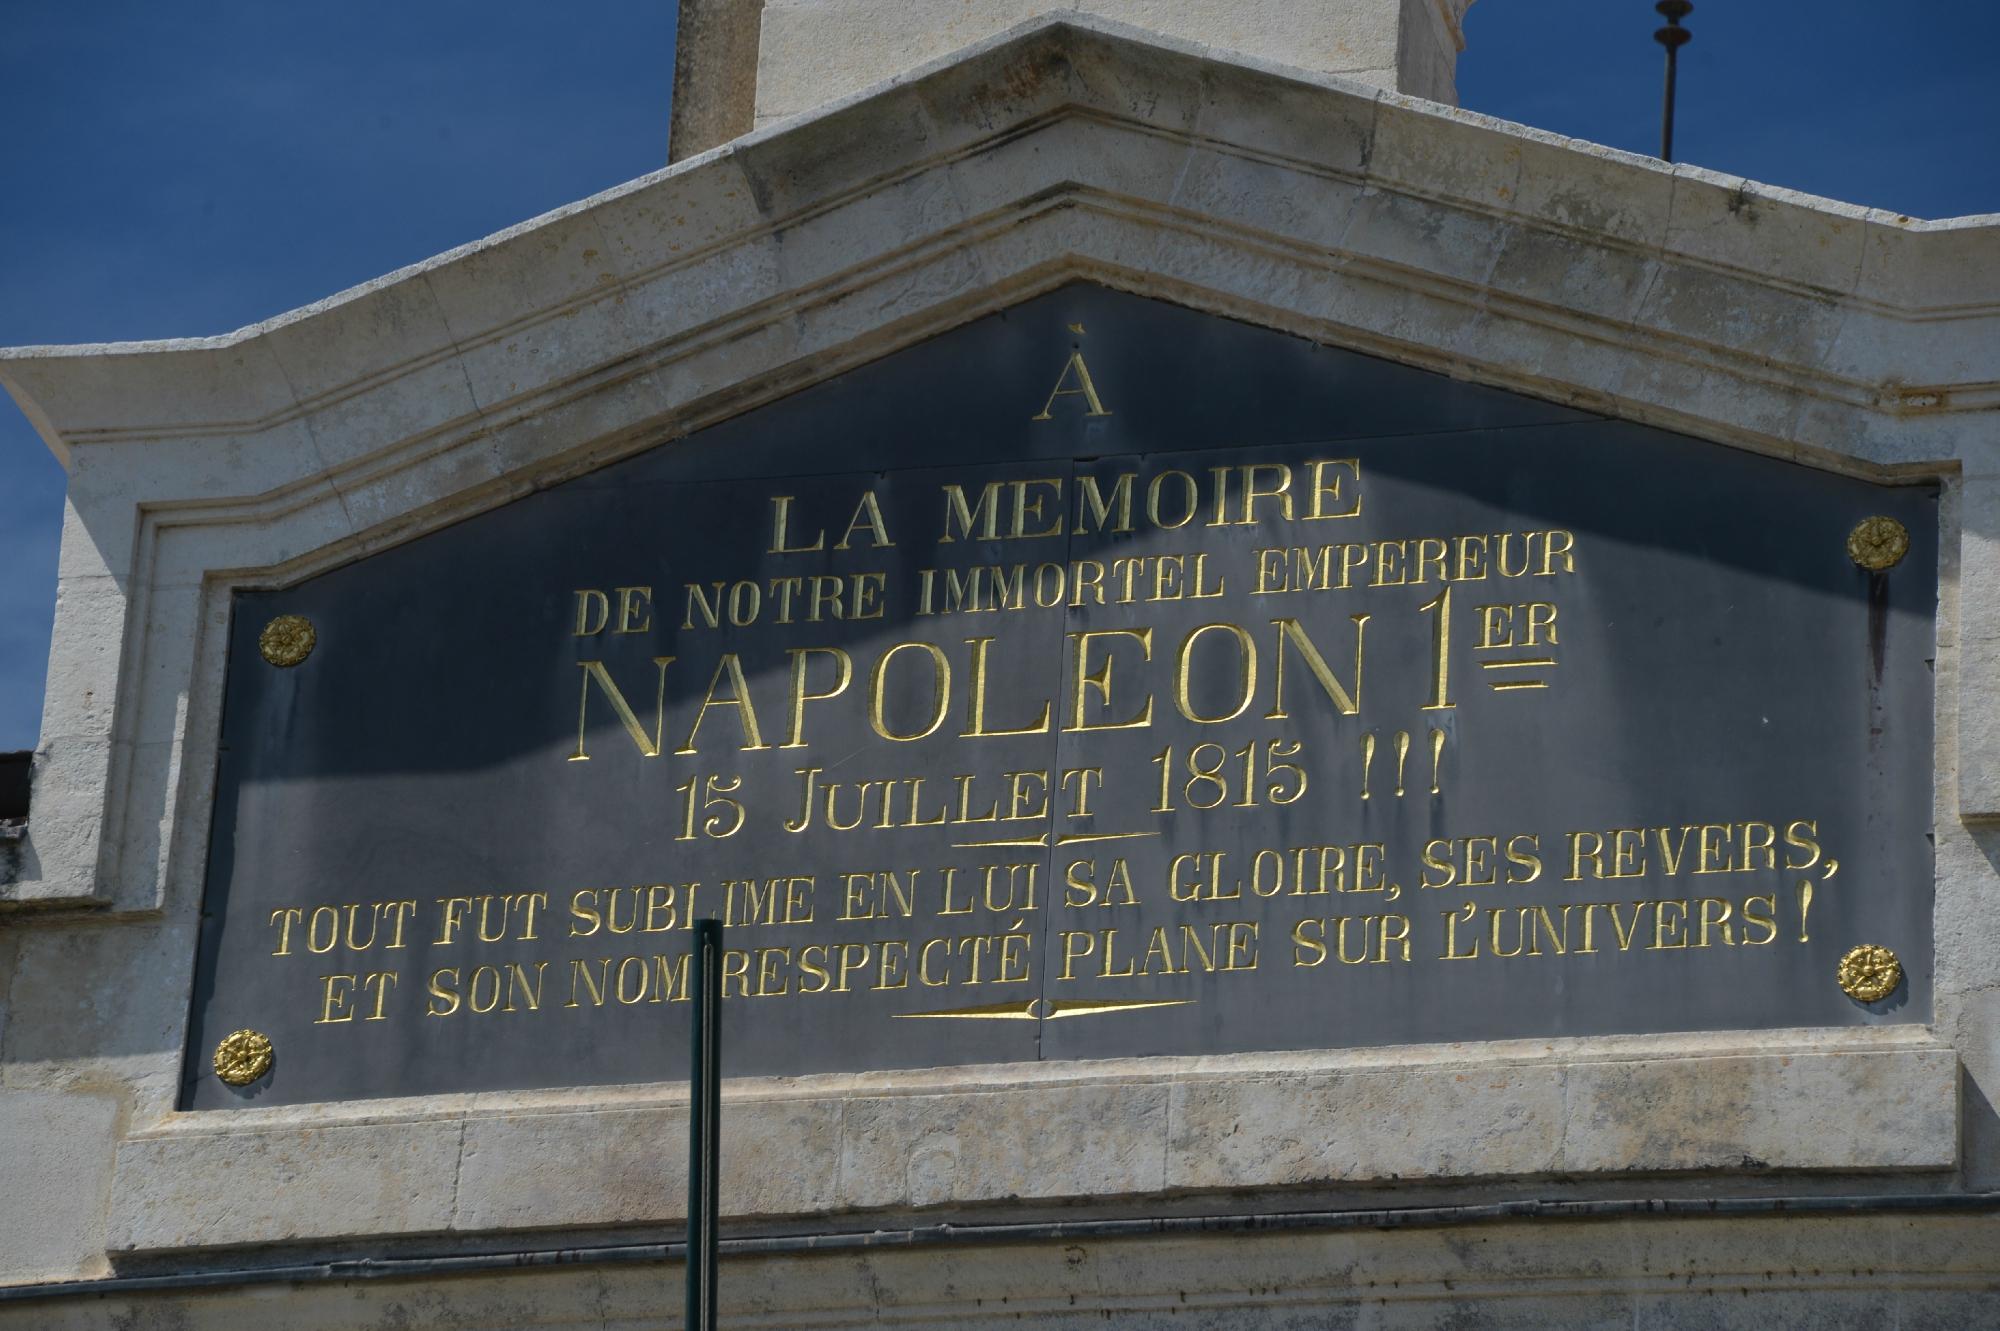 À
LA MEMOIRE
DE NOTRE IMMORTEL EMPEREUR
NAPOLEON 1ER
15 JUILLET 1815 !!!
TOUT FUT SUBLIME EN LUI SA GLOIRE, SES REVERS,
ET SON NOM RESPECTÉ PLANE SUR L'UNIVERS!